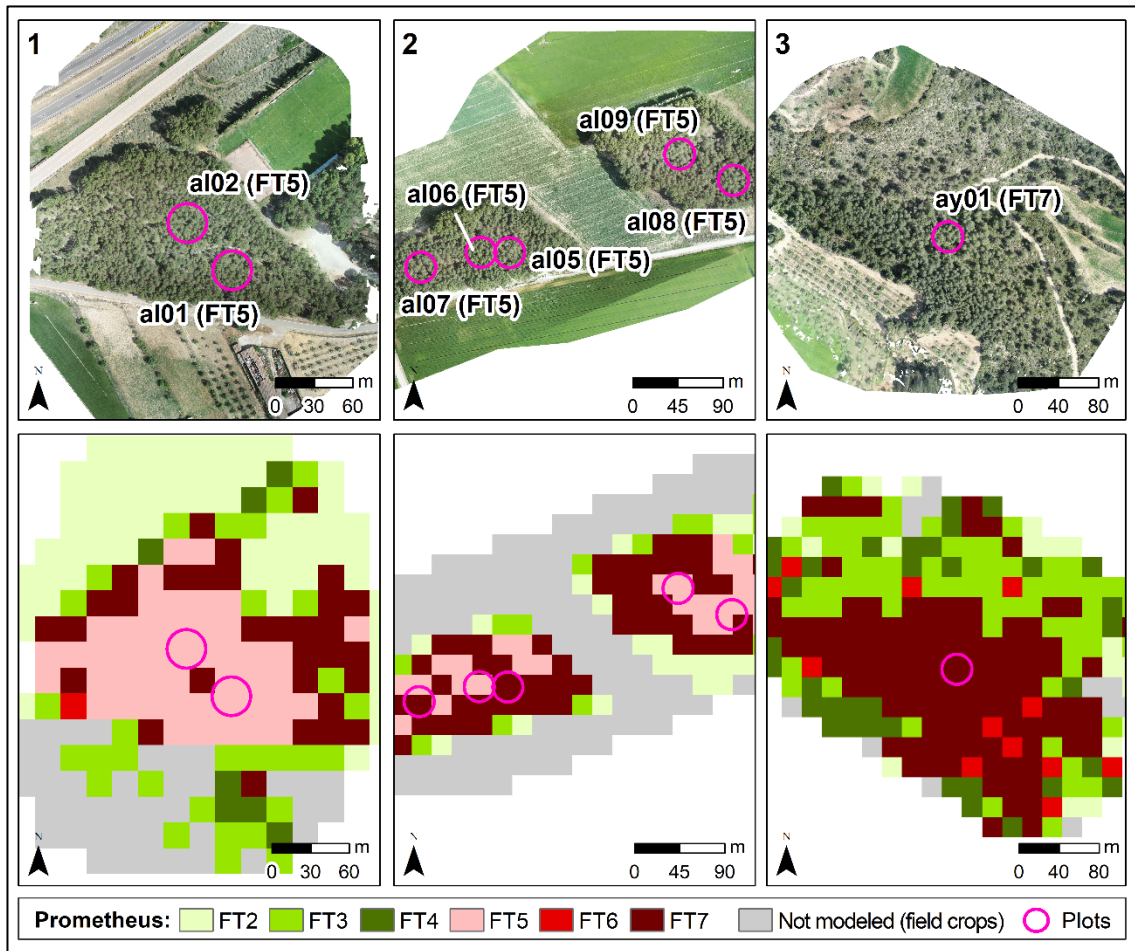 1
al02 (FT5)
al01 (FT5)
N
m
0 30 60
2
al09 (FT5)
al06 (FT5)
al08 (FT5)
al05 (FT5)
al07 (FT5)
N
m
0 45 90
3
ay01 (FT7)
N
m
0 40 80
N
m
0 30 60
N
m
0 45 90
N
m
0 40 80
Prometheus: FT2 FT3 FT4 FT5 FT6 FT7 Not modeled (field crops) Plots